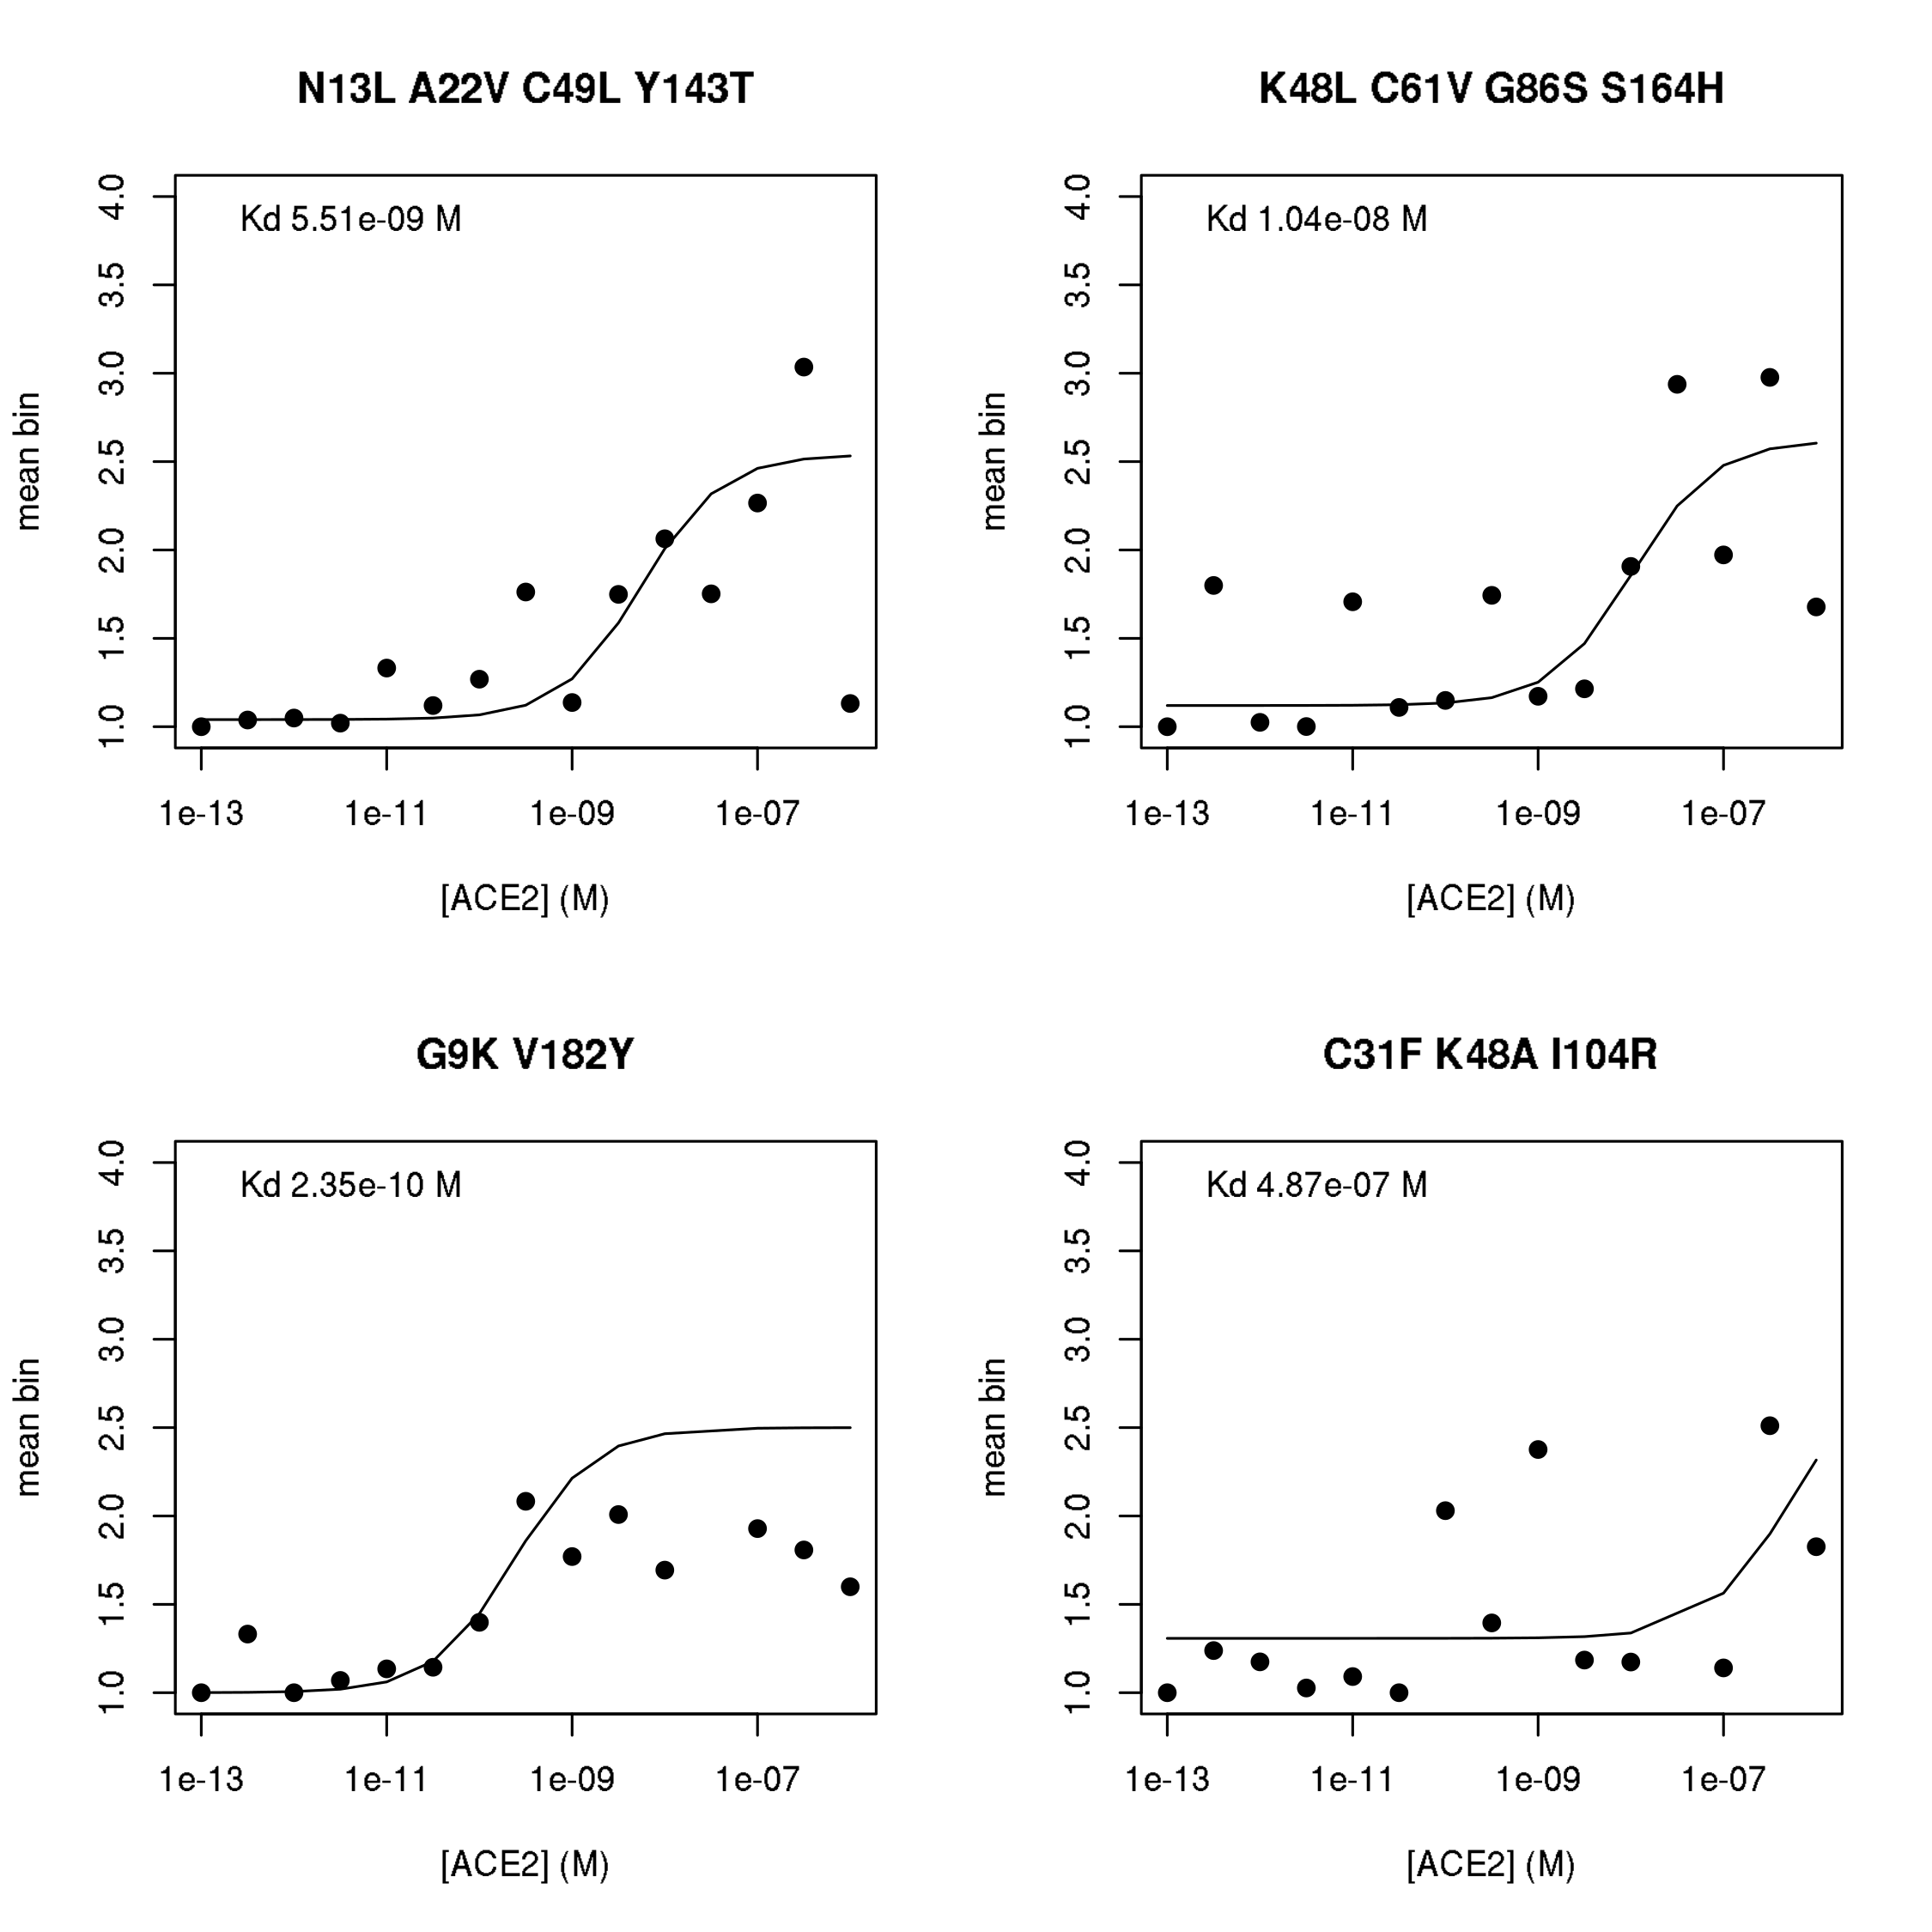 N13L A22V C49L Y143T
Kd 5.51e-09 M
mean bin
4.0
3.5
3.0
2.5
2.0
1.5
1.0
1e-13 1e-11 1e-09 1e-07
[ACE2] (M)
K48L C61V G86S S164H
Kd 1.04e-08 M
mean bin
4.0
3.5
3.0
2.5
2.0
1.5
1.0
1e-13 1e-11 1e-09 1e-07
[ACE2] (M)
G9K V182Y
Kd 2.35e-10 M
mean bin
4.0
3.5
3.0
2.5
2.0
1.5
1.0
1e-13 1e-11 1e-09 1e-07
[ACE2] (M)
C31F K48A I104R
Kd 4.87e-07 M
mean bin
4.0
3.5
3.0
2.5
2.0
1.5
1.0
1e-13 1e-11 1e-09 1e-07
[ACE2] (M)